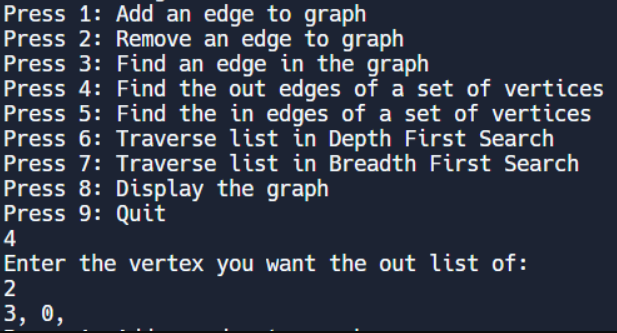 Press 1: Add an edge to graph
Press 2: Remove an edge to graph
Press 3: Find an edge in the graph
Press 4: Find the out edges of a set of vertices
Press 5: Find the in edges of a set of vertices
Press 6: Traverse list in Depth First Search
Press 7: Traverse list in Breadth First Search
Press 8: Display the graph
Press 9: Quit
4
Enter the vertex you want the out list of:
2
3, 0,